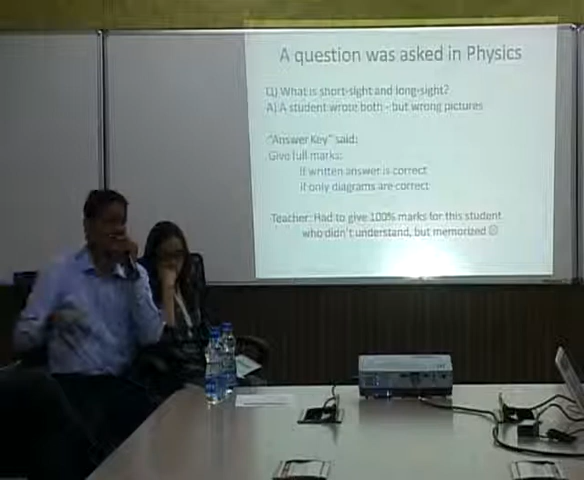 A question was asked in Physics
Q) What is short-sight and long-sight?
A) A student wrote both - but wrong pictures
"Answer Key" said:
Give full marks:
if written answer is correct
if only diagrams are correct
Teacher: Had to give 100% marks for this student
who didn't understand, but memorized ☹